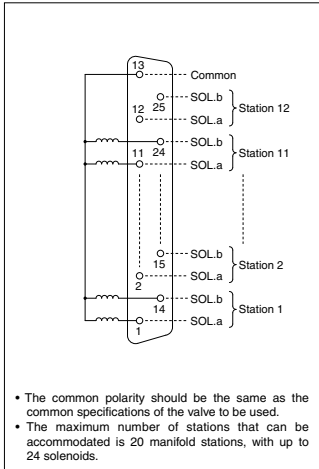 13
Common
25 SOL.b
12 SOL.a
Station 12
24 SOL.b
11 SOL.a
Station 11
15 SOL.b
2 SOL.a
Station 2
14 SOL.b
1 SOL.a
Station 1
• The common polarity should be the same as the
common specifications of the valve to be used.
• The maximum number of stations that can be
accommodated is 20 manifold stations, with up to
24 solenoids.